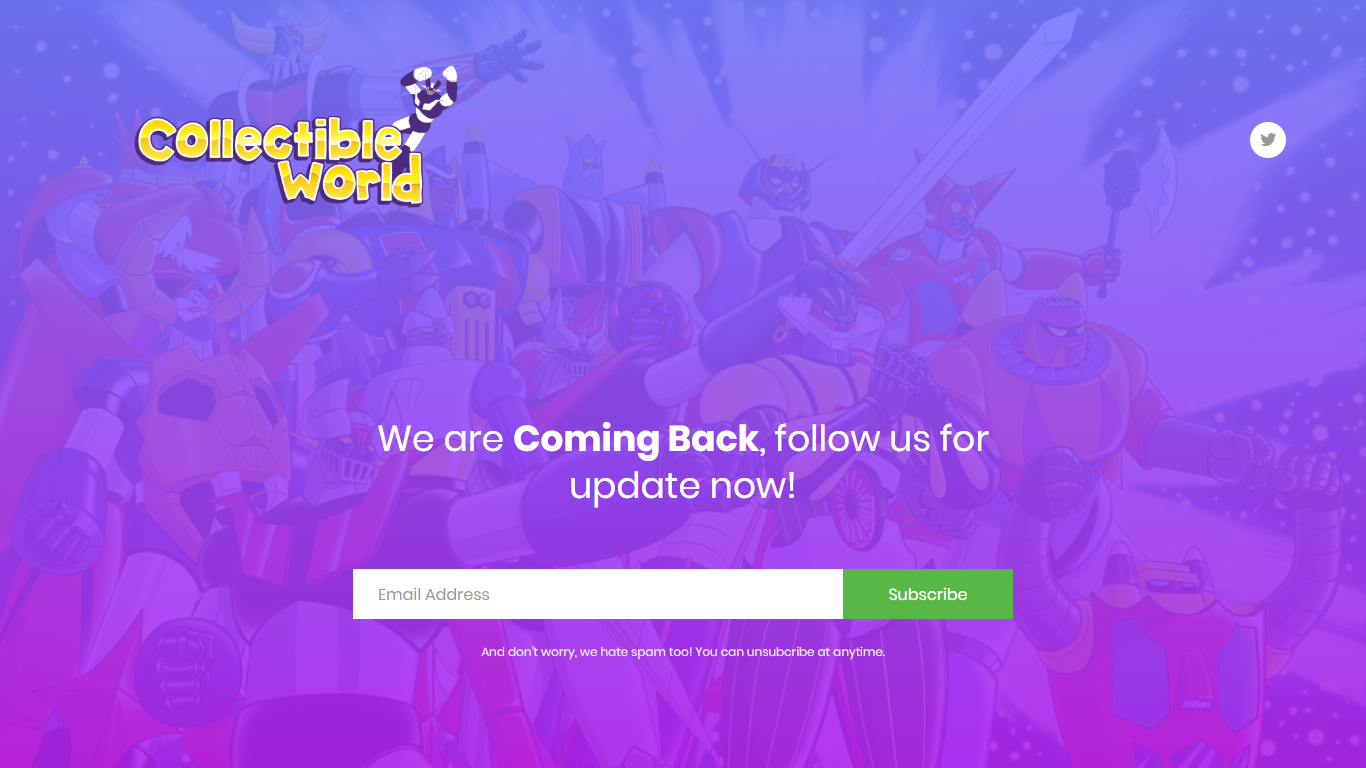 Collectible
World
We are Coming Back, follow us for
update now!
Email Address
Subscribe
And don't worry, we hate spam too! You can unsubcribe at anytime.